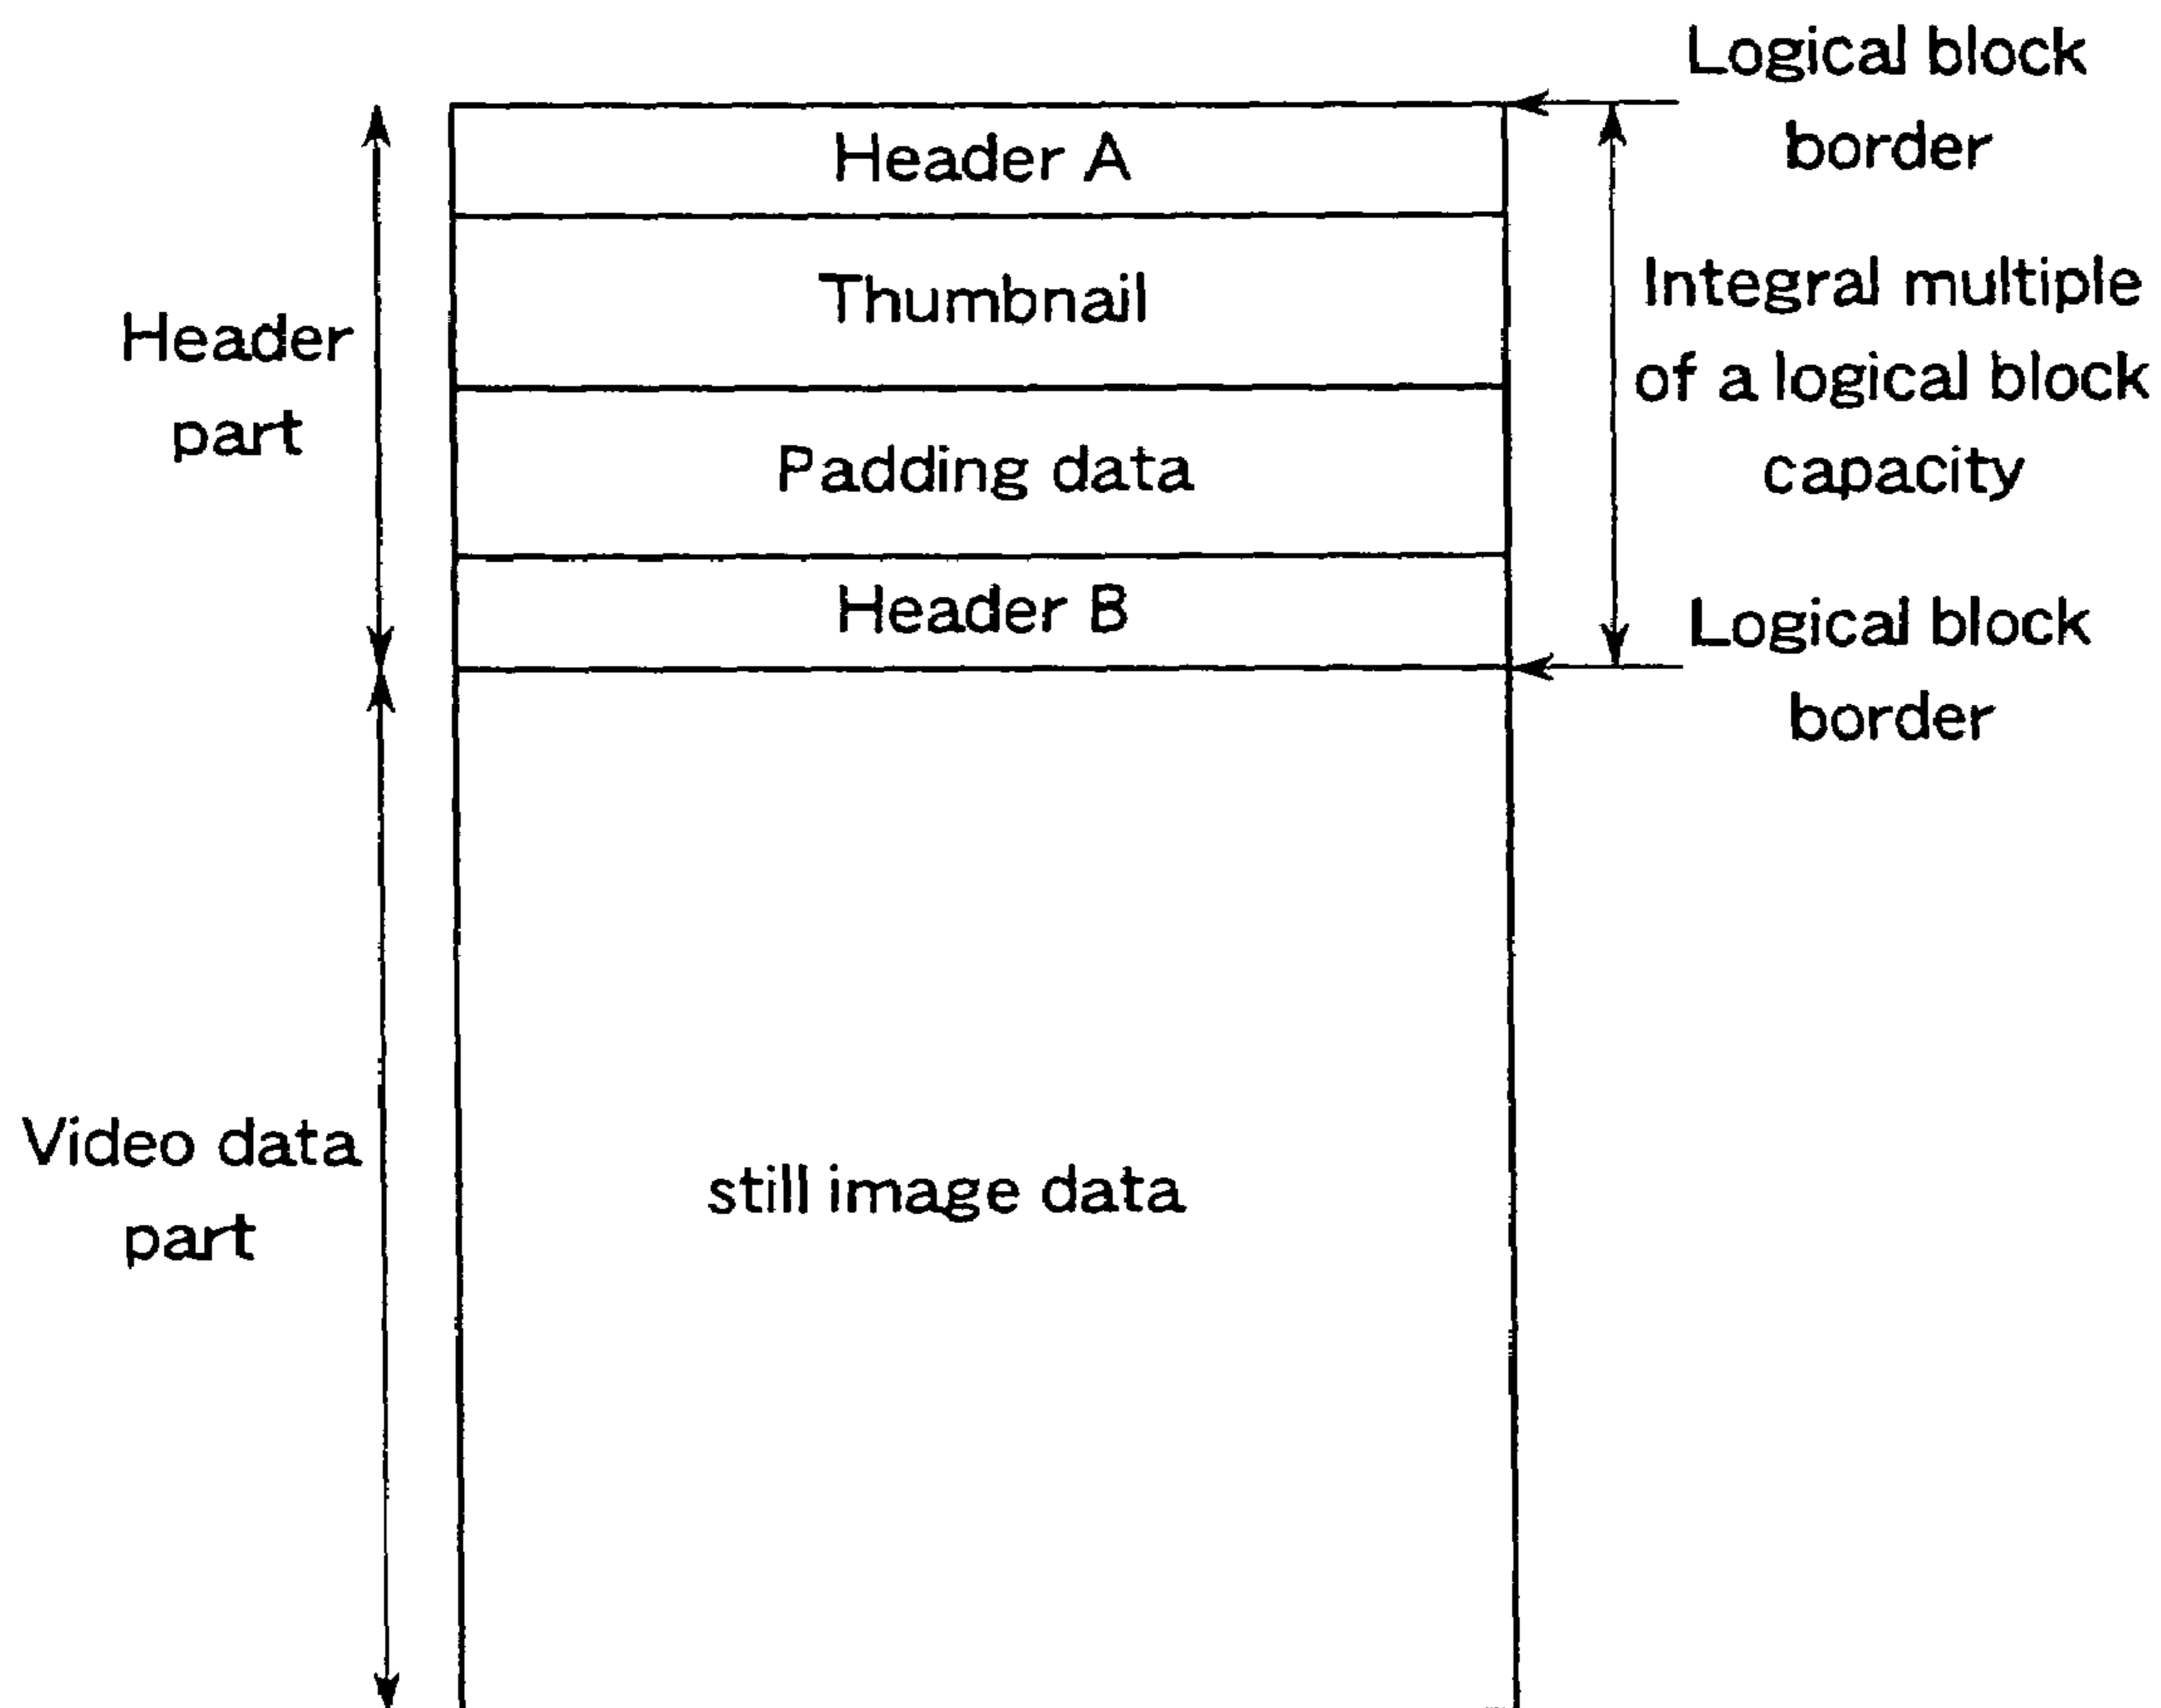 Logical block
border
Header A
Thumbnail
Header
part
Integral multiple
of a logical block
capacity
Padding data
Header B
Logical block
border
Video data
part
still image data